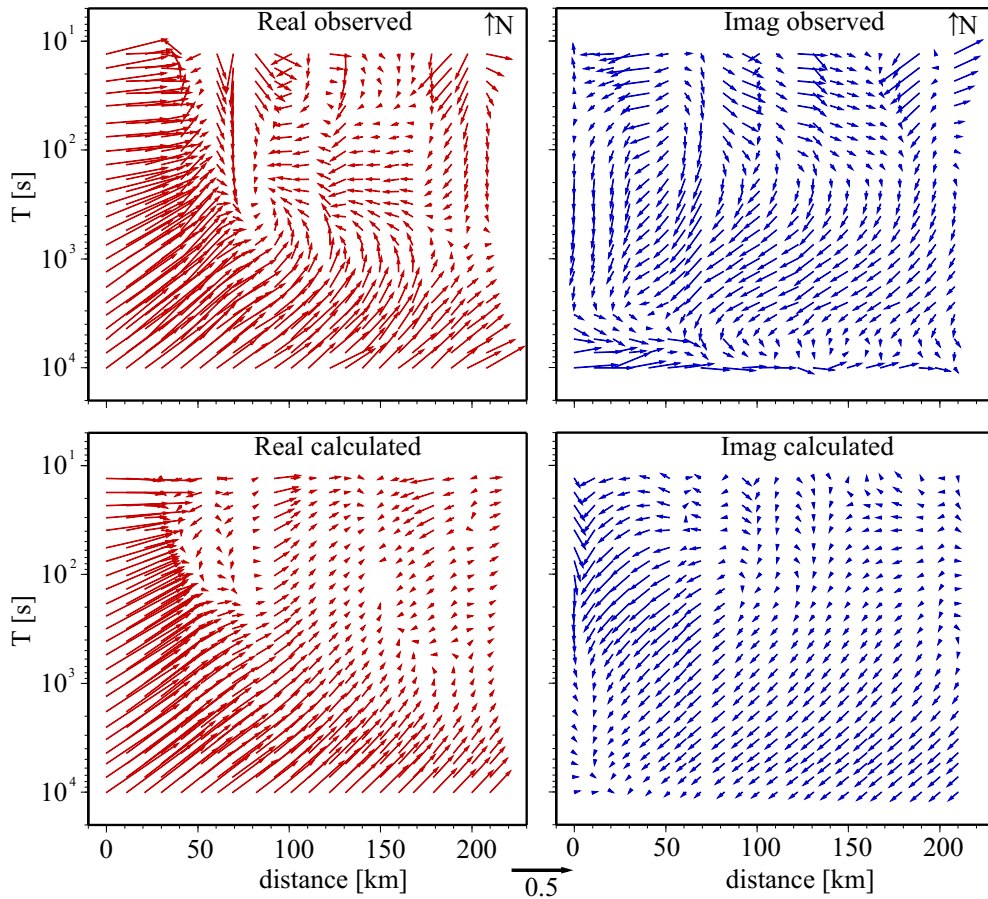 Real observed
↑N
Imag observed
↑N
T [s]
10¹
10²
10³
10⁴
Real calculated
Imag calculated
T [s]
10¹
10²
10³
10⁴
0
50
100
150
200
0
50
100
150
200
distance [km]
0.5
distance [km]